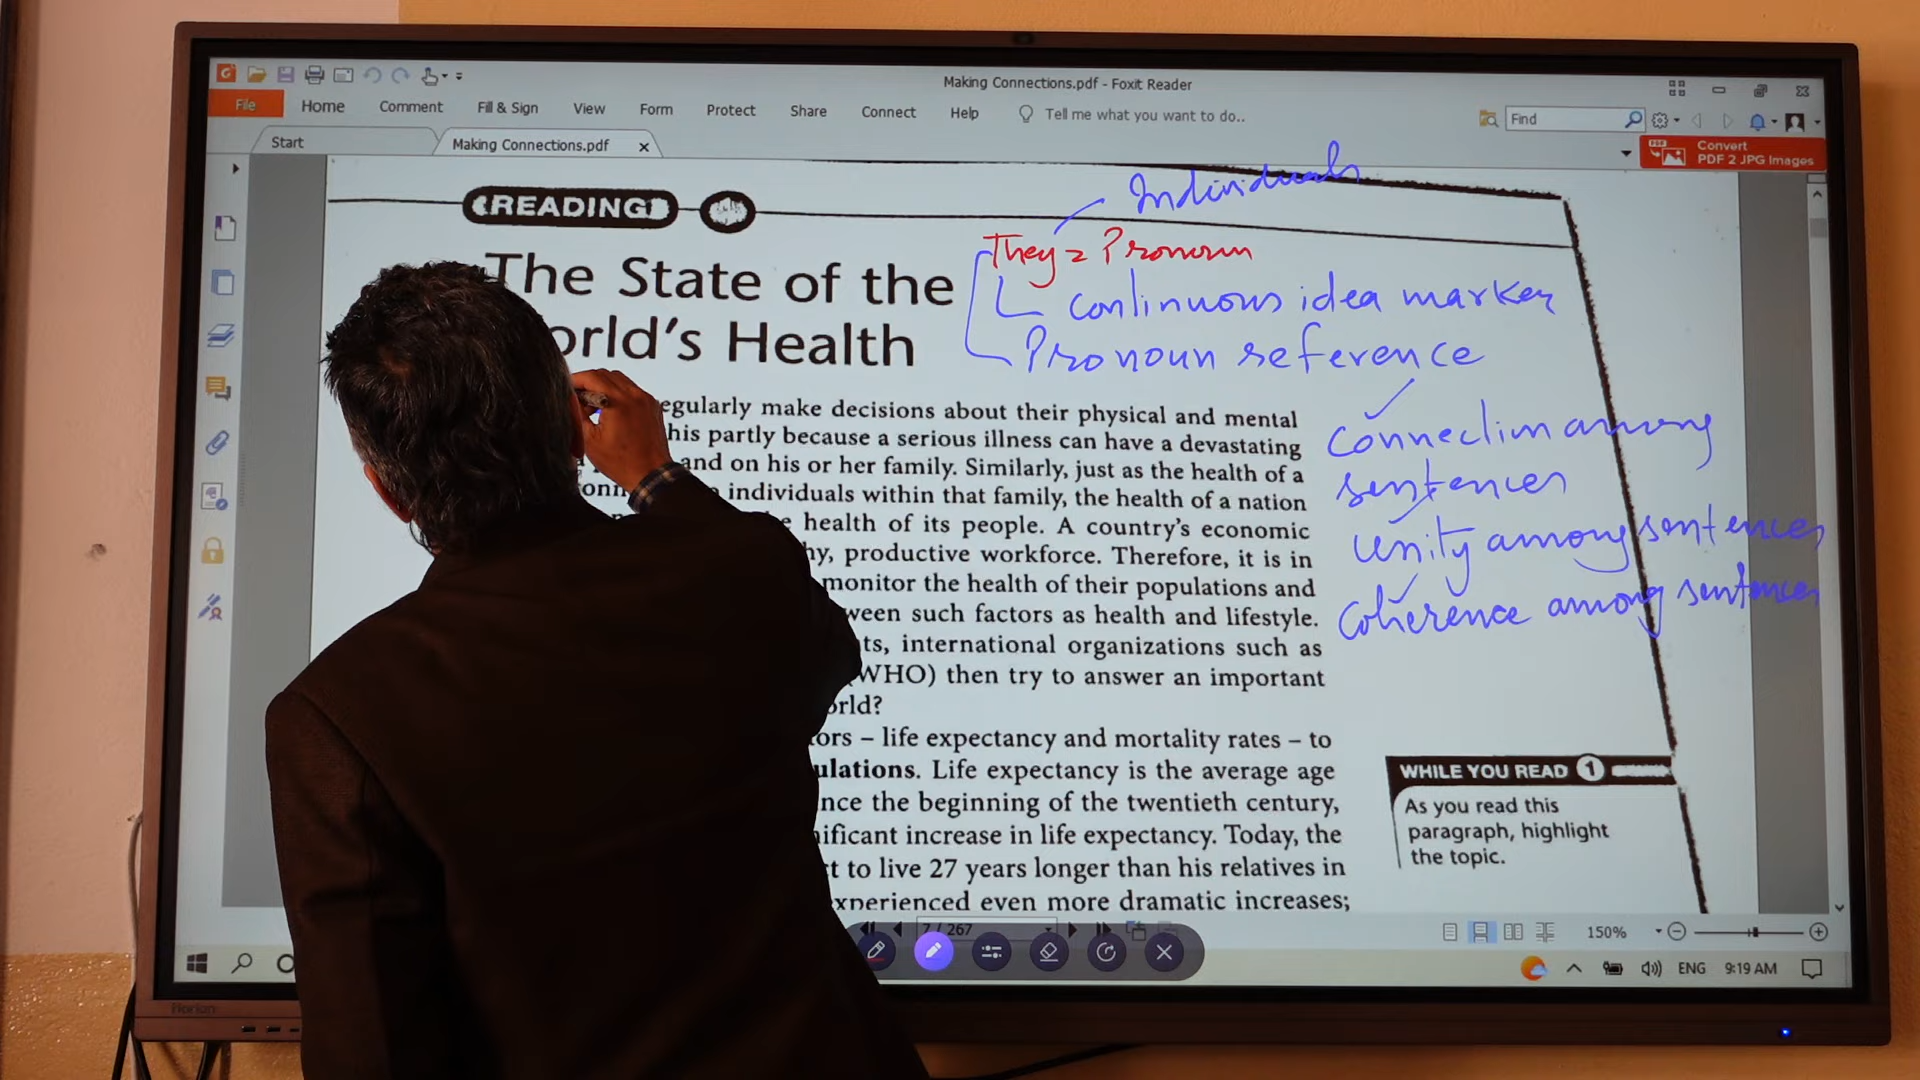 Making Connections.pdf - Foxit Reader
File Home Comment Fill & Sign View Form Protect Share Connect Help Tell me what you want to do.. Find
Start Making Connections.pdf
Convert
PDF 2 JPG Images
READING
Individuals
They = Pronoun
The State of the
continuous idea marker
orld's Health
Pronoun reference
egularly make decisions about their physical and mental
his partly because a serious illness can have a devastating
and on his or her family. Similarly, just as the health of a
individuals within that family, the health of a nation
health of its people. A country's economic
hy, productive workforce. Therefore, it is in
monitor the health of their populations and
ween such factors as health and lifestyle.
ts, international organizations such as
(WHO) then try to answer an important
orld?
ors – life expectancy and mortality rates – to
ulations. Life expectancy is the average age
nce the beginning of the twentieth century,
nificant increase in life expectancy. Today, the
t to live 27 years longer than his relatives in
xperienced even more dramatic increases;
connection among
sentences
unity among sentences
coherence among sentences
WHILE YOU READ 1
As you read this
paragraph, highlight
the topic.
7 / 267
150%
ENG 9:19 AM